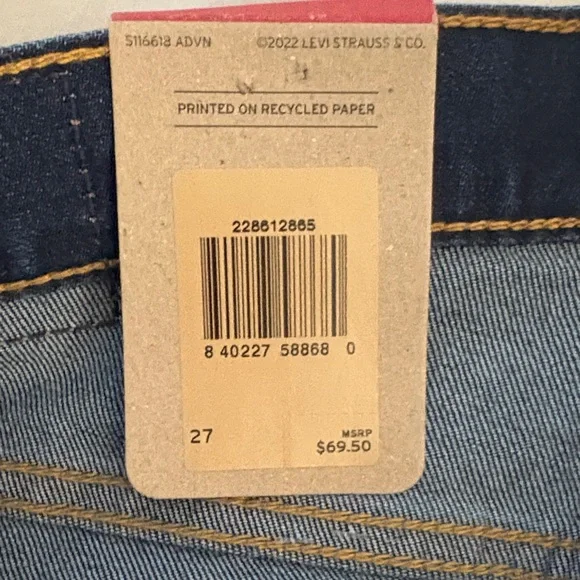 5116618 ADVN ©2022 LEVI STRAUSS & CO.
PRINTED ON RECYCLED PAPER
228612865
8 40227 58868 0
27
MSRP
$69.50